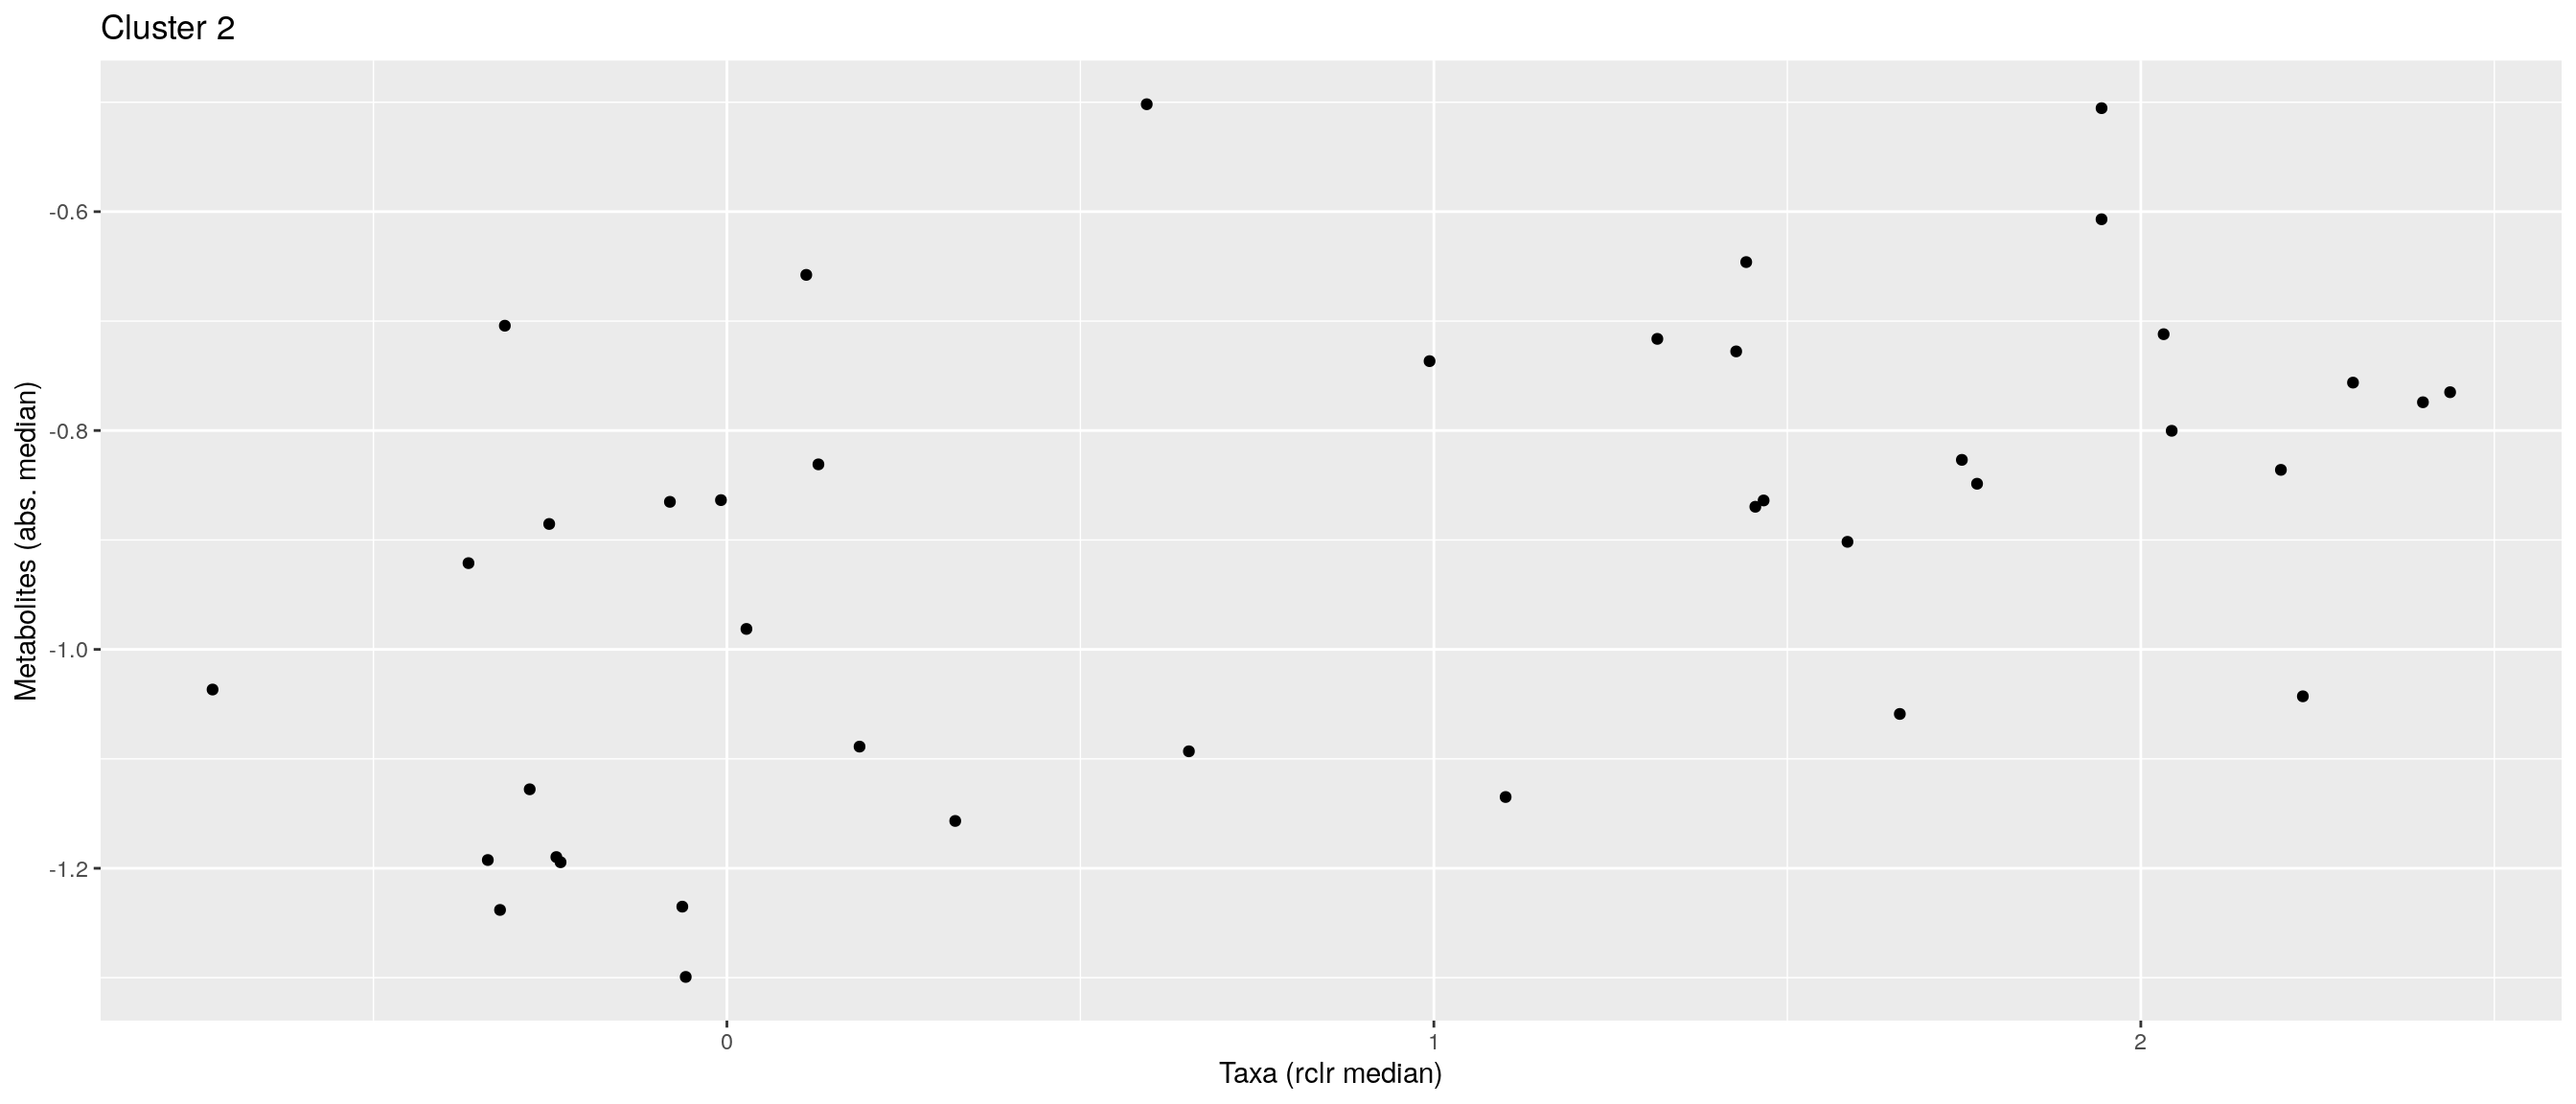 Cluster 2
Metabolites (abs. median)
-0.6
-0.8
-1.0
-1.2
0
1
2
Taxa (rclr median)